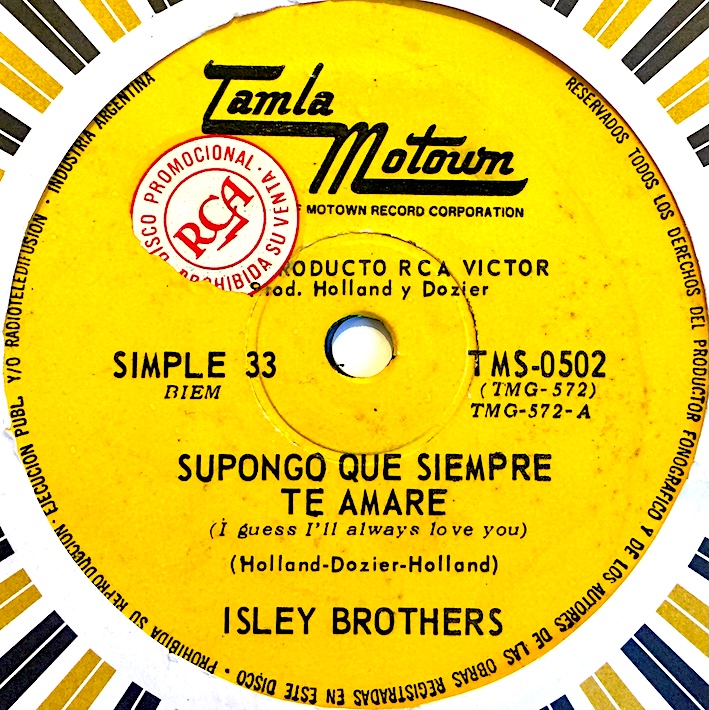 Tamla
Motown
MOTOWN RECORD CORPORATION
DISCO PROMOCIONAL · PROHIBIDA SU VENTA ·
RCA
PRODUCTO RCA VICTOR
Prod. Holland y Dozier
SIMPLE 33
BIEM
TMS-0502
(TMG-572)
TMG-572-A
SUPONGO QUE SIEMPRE
TE AMARE
(I guess I'll always love you)
(Holland-Dozier-Holland)
ISLEY BROTHERS
RESERVADOS TODOS LOS DERECHOS DEL PRODUCTOR FONOGRAFICO Y DE LOS AUTORES DE LAS OBRAS REGISTRADAS EN ESTE DISCO · PROHIBIDA SU REPRODUCCION · EJECUCION PUBL Y/O RADIOTELEDIFUSION · INDUSTRIA ARGENTINA